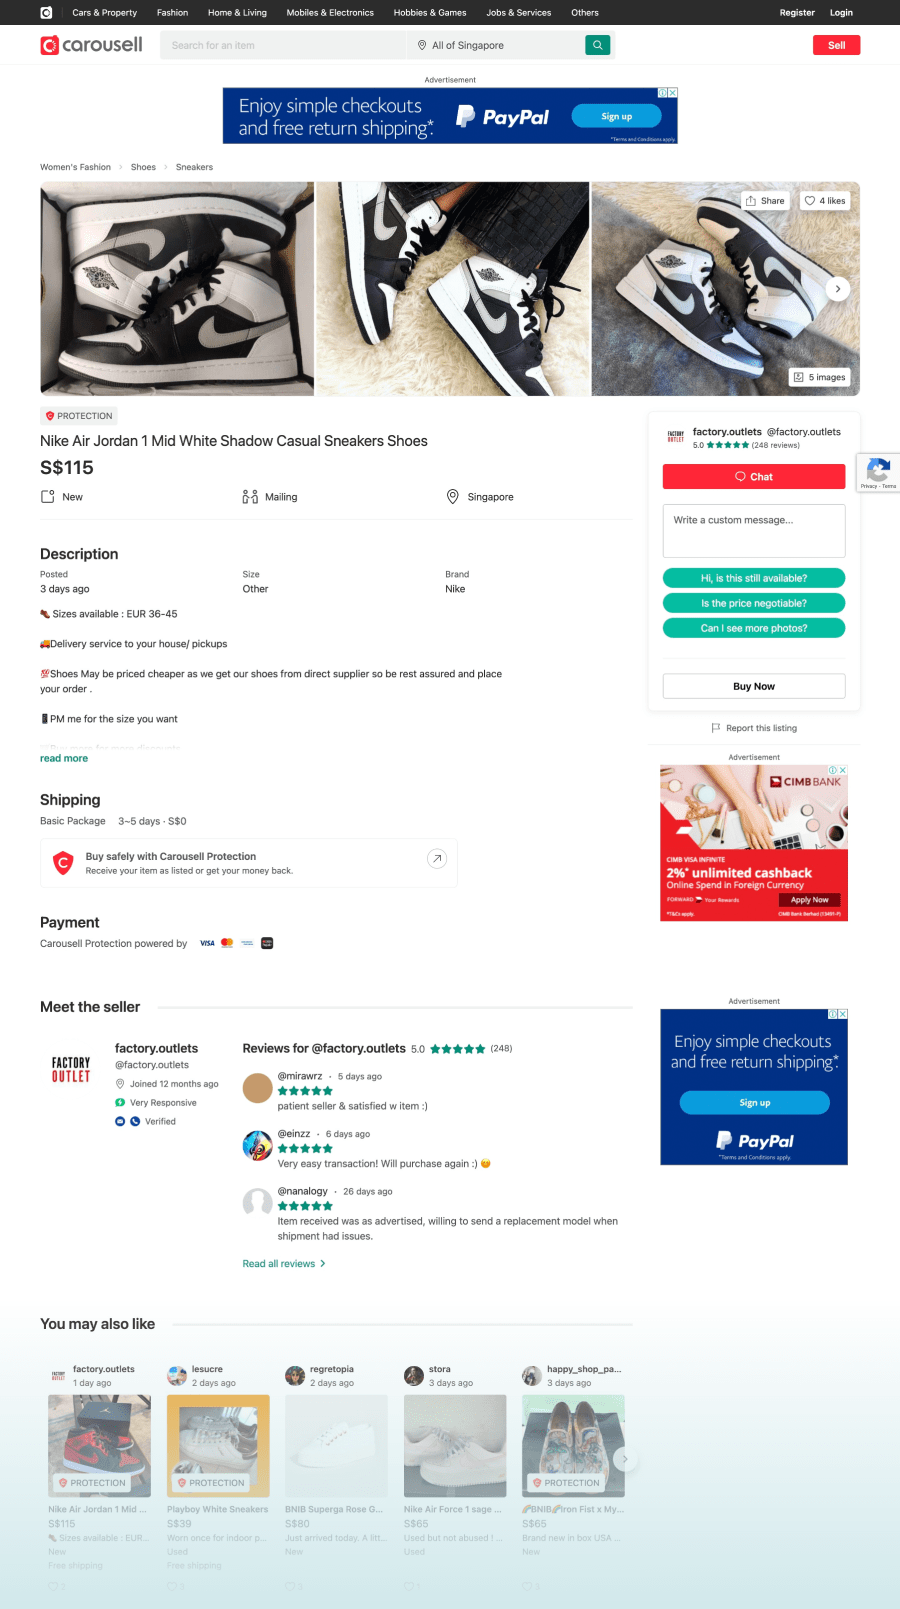 Cars & Property Fashion Home & Living Mobiles & Electronics Hobbies & Games Jobs & Services Others Register Login
carousell Search for an item All of Singapore Sell
Advertisement
Enjoy simple checkouts
and free return shipping*.
PayPal
Sign up
*Terms and Conditions apply.
Women's Fashion > Shoes > Sneakers
Share
4 likes
5 images
PROTECTION
Nike Air Jordan 1 Mid White Shadow Casual Sneakers Shoes
S$115
New Mailing Singapore
Description
Posted Size Brand
3 days ago Other Nike
Sizes available : EUR 36-45
🚚Delivery service to your house/ pickups
💯Shoes May be priced cheaper as we get our shoes from direct supplier so be rest assured and place
your order .
📱PM me for the size you want
Buy more for more discounts
read more
Shipping
Basic Package 3~5 days · S$0
Buy safely with Carousell Protection
Receive your item as listed or get your money back.
Payment
Carousell Protection powered by VISA
FACTORY
OUTLET
factory.outlets @factory.outlets
5.0 ★★★★★ (248 reviews)
Chat
Write a custom message...
Hi, is this still available?
Is the price negotiable?
Can I see more photos?
Buy Now
Report this listing
Privacy - Terms
Advertisement
CIMB BANK
CIMB VISA INFINITE
2%* unlimited cashback
Online Spend in Foreign Currency
FORWARD Your Rewards
Apply Now
*T&Cs apply.
CIMB Bank Berhad (13491-P)
Meet the seller
FACTORY
OUTLET
factory.outlets
@factory.outlets
Joined 12 months ago
Very Responsive
Verified
Reviews for @factory.outlets 5.0 ★★★★★ (248)
@mirawrz · 5 days ago
★★★★★
patient seller & satisfied w item :)
@einzz · 6 days ago
★★★★★
Very easy transaction! Will purchase again :) 😊
@nanalogy · 26 days ago
★★★★★
Item received was as advertised, willing to send a replacement model when
shipment had issues.
Read all reviews >
Advertisement
Enjoy simple checkouts
and free return shipping*.
Sign up
PayPal
*Terms and Conditions apply.
You may also like
FACTORY
OUTLET
factory.outlets
1 day ago
PROTECTION
Nike Air Jordan 1 Mid ...
S$115
Sizes available : EUR...
New
Free shipping
lesucre
2 days ago
PROTECTION
Playboy White Sneakers
S$39
Worn once for indoor p...
Used
Free shipping
regretopia
2 days ago
BNIB Superga Rose G...
S$80
Just arrived today. A litt...
New
stora
3 days ago
Nike Air Force 1 sage ...
S$65
Used but not abused ! ...
Used
happy_shop_pa...
3 days ago
PROTECTION
BNIB Iron Fist x My...
S$65
Brand new in box USA ...
New